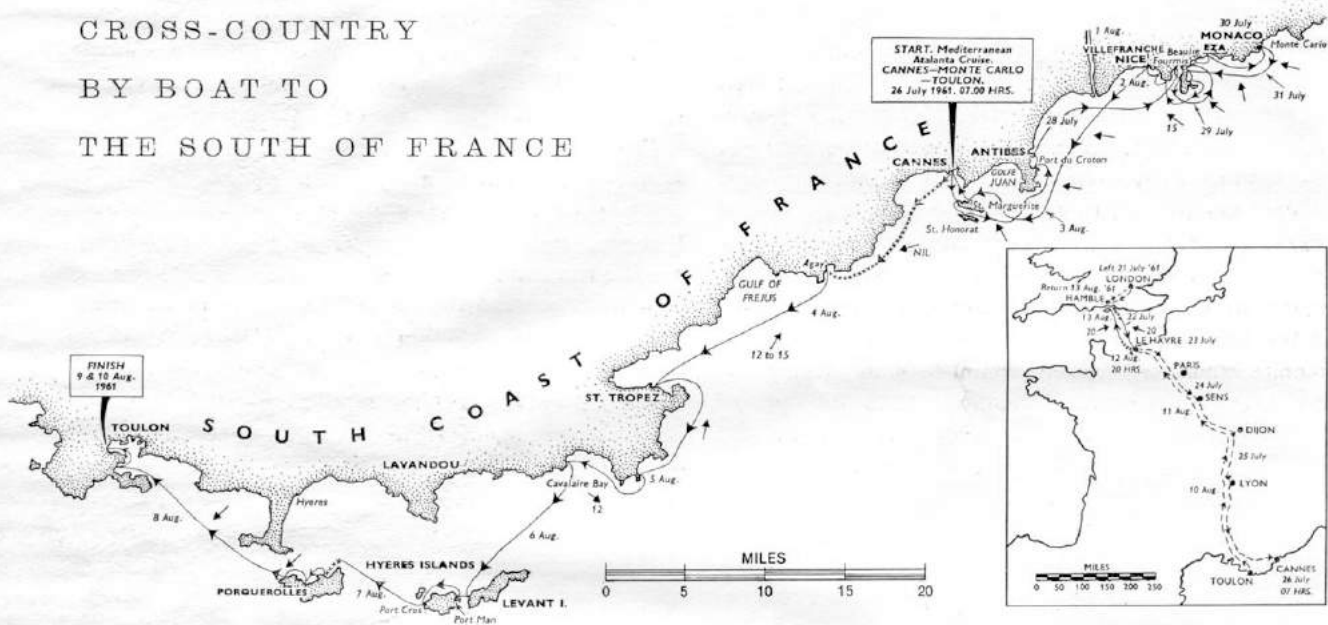 CROSS-COUNTRY
BY BOAT TO
THE SOUTH OF FRANCE
START. Mediterranean
Atalanta Cruise.
CANNES—MONTE CARLO
—TOULON.
26 July 1961. 07.00 HRS.
1 Aug.
30 July
MONACO
VILLEFRANCHE
Beaulieu
EZA
Monte Carlo
NICE
Fourmis
2 Aug.
31 July
15
29 July
28 July
ANTIBES
Port du Croton
CANNES
GOLFE
JUAN
St. Marguerite
St. Honorat
3 Aug.
NIL
Agay
GULF OF
FREJUS
4 Aug.
12 to 15
SOUTH COAST OF FRANCE
ST. TROPEZ
FINISH
9 & 10 Aug.
1961
TOULON
LAVANDOU
Cavalaire Bay
5 Aug.
12
Hyeres
8 Aug.
6 Aug.
HYERES ISLANDS
PORQUEROLLES
7 Aug.
Port Cros
Port Man
LEVANT I.
MILES
0 5 10 15 20
Left 21 July '61
LONDON
Return 13 Aug. '61
HAMBLE
13 Aug.
22 July
20
20
LE HAVRE 23 July
12 Aug.
20 HRS.
PARIS
24 July
SENS
11 Aug.
DIJON
25 July
LYON
10 Aug
MILES
0 50 100 150 200 250
TOULON
CANNES
26 July
07 HRS.